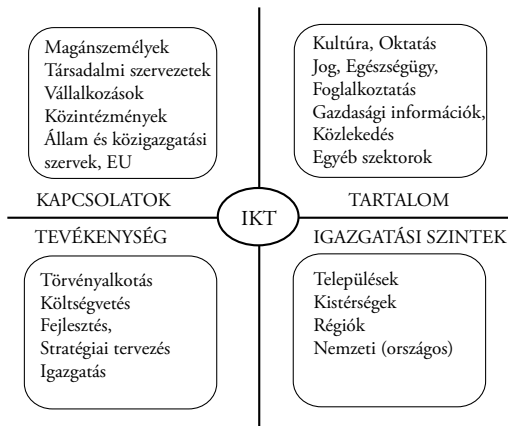 Magánszemélyek
Társadalmi szervezetek
Vállalkozások
Közintézmények
Állam és közigazgatási
szervek, EU
KAPCSOLATOK
Kultúra, Oktatás
Jog, Egészségügy,
Foglalkoztatás
Gazdasági információk,
Közlekedés
Egyéb szektorok
TARTALOM
IKT
TEVÉKENYSÉG
Törvényalkotás
Költségvetés
Fejlesztés,
Stratégiai tervezés
Igazgatás
IGAZGATÁSI SZINTEK
Települések
Kistérségek
Régiók
Nemzeti (országos)